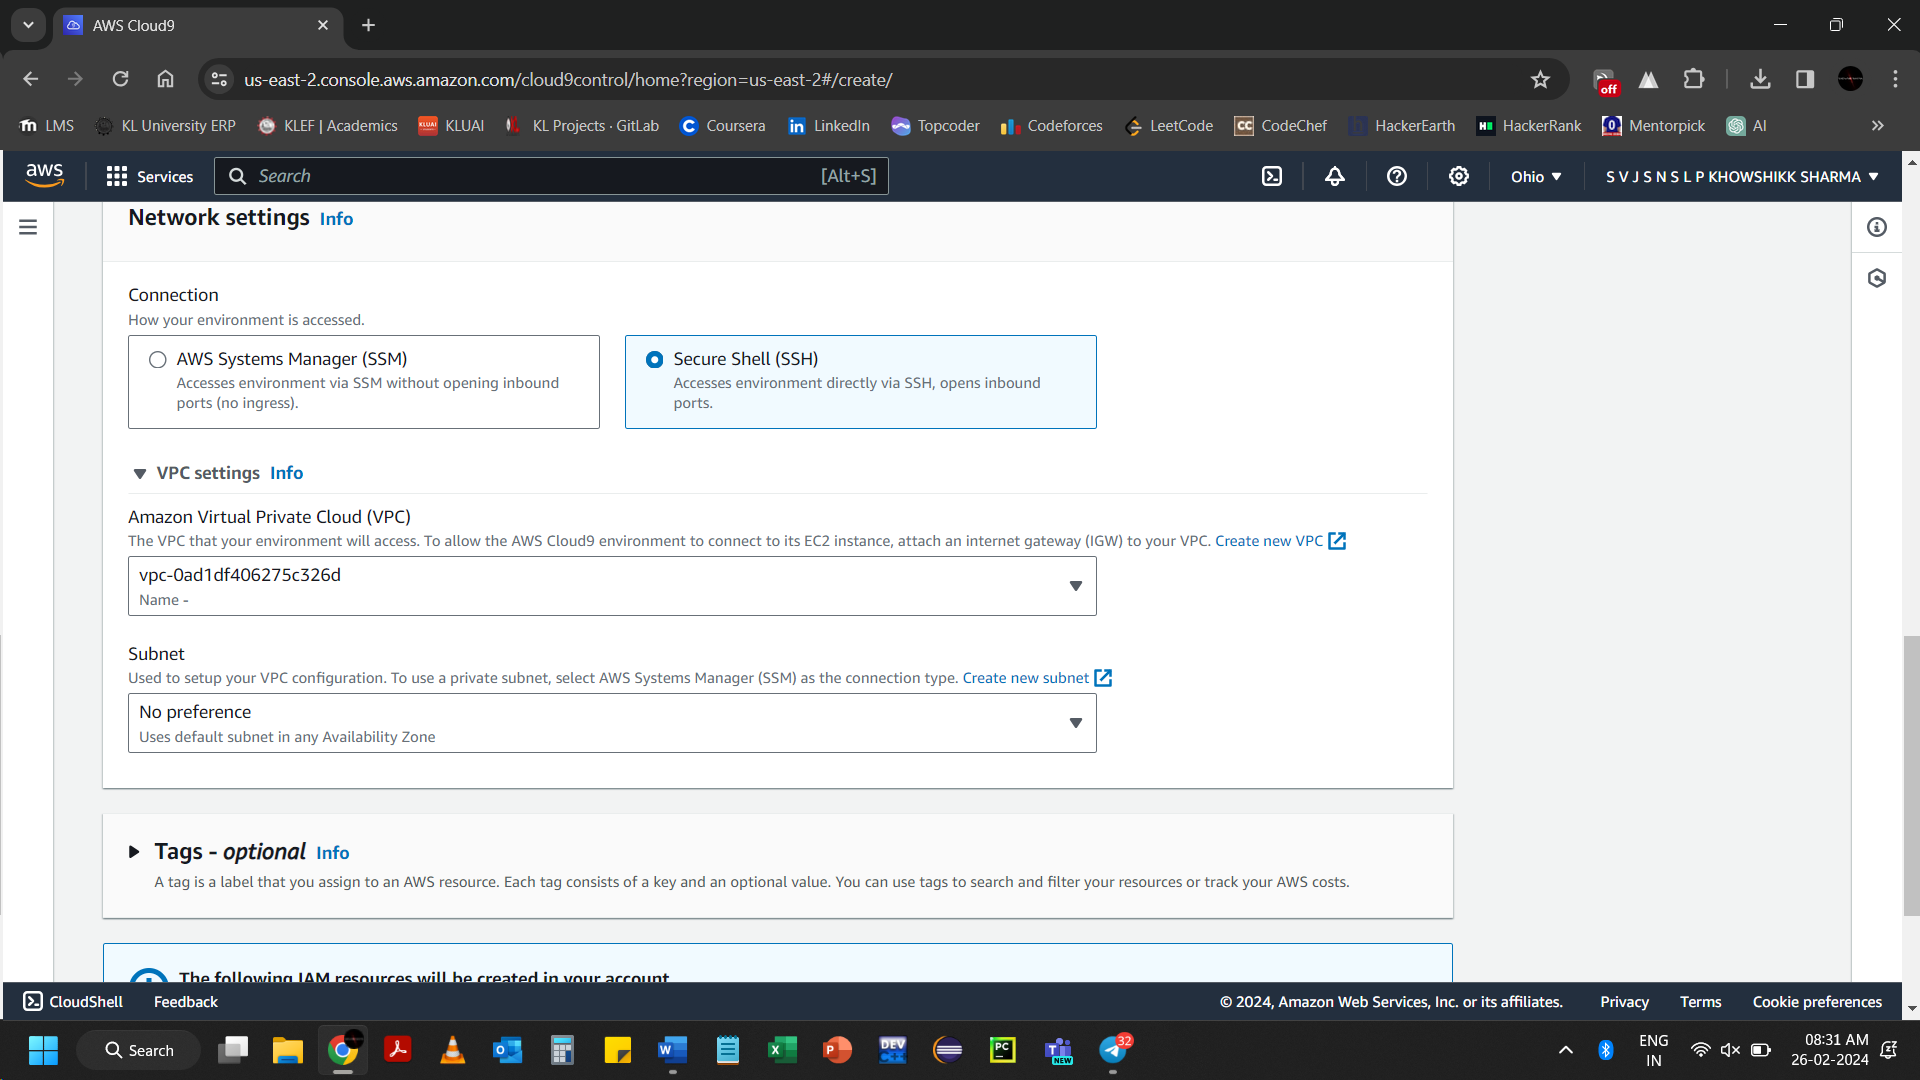 AWS Cloud9
us-east-2.console.aws.amazon.com/cloud9control/home?region=us-east-2#/create/
off
LMS KL University ERP KLEF | Academics KLUAI KL Projects · GitLab Coursera LinkedIn Topcoder Codeforces LeetCode CodeChef HackerEarth HackerRank Mentorpick AI
aws Services Search [Alt+S] Ohio S V J S N S L P KHOWSHIKK SHARMA
Network settings Info
Connection
How your environment is accessed.
AWS Systems Manager (SSM)
Accesses environment via SSM without opening inbound
ports (no ingress).
Secure Shell (SSH)
Accesses environment directly via SSH, opens inbound
ports.
VPC settings Info
Amazon Virtual Private Cloud (VPC)
The VPC that your environment will access. To allow the AWS Cloud9 environment to connect to its EC2 instance, attach an internet gateway (IGW) to your VPC. Create new VPC
vpc-0ad1df406275c326d
Name -
Subnet
Used to setup your VPC configuration. To use a private subnet, select AWS Systems Manager (SSM) as the connection type. Create new subnet
No preference
Uses default subnet in any Availability Zone
Tags - optional Info
A tag is a label that you assign to an AWS resource. Each tag consists of a key and an optional value. You can use tags to search and filter your resources or track your AWS costs.
The following IAM resources will be created in your account
CloudShell Feedback © 2024, Amazon Web Services, Inc. or its affiliates. Privacy Terms Cookie preferences
Search 32 ENG 08:31 AM
IN 26-02-2024